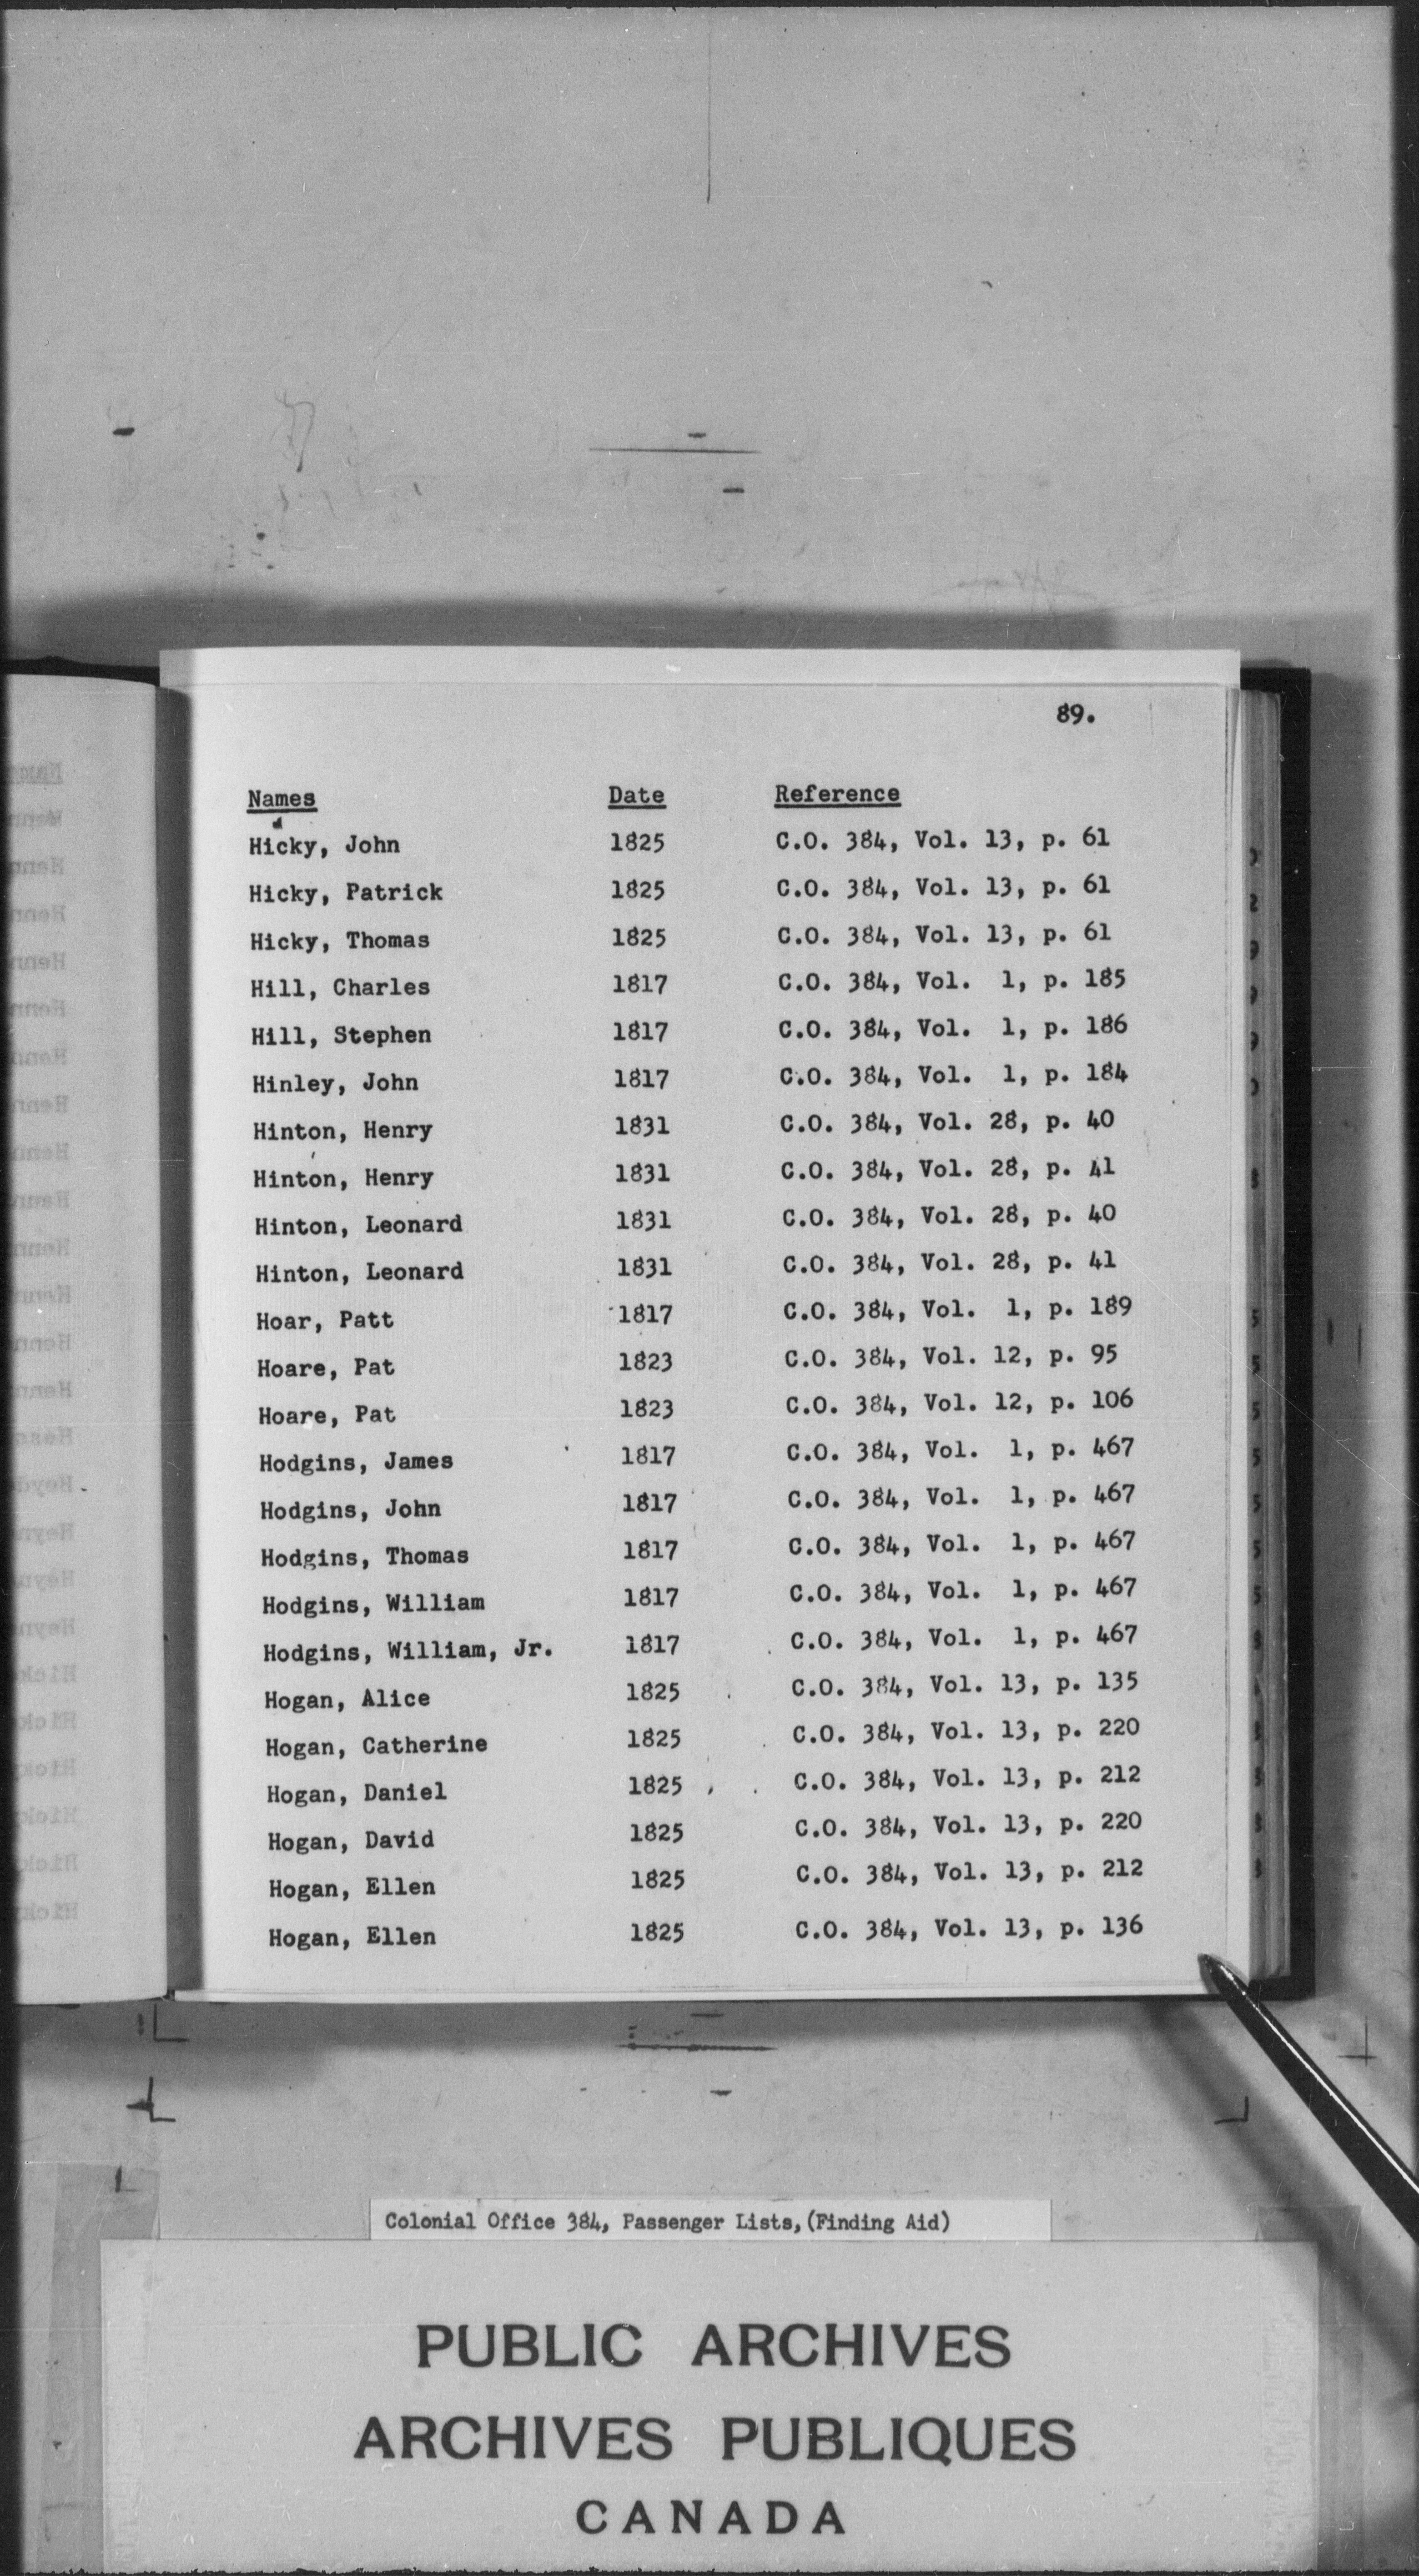 89.
Names Date Reference
Hicky, John 1825 C.O. 384, Vol. 13, p. 61
Hicky, Patrick 1825 C.O. 384, Vol. 13, p. 61
Hicky, Thomas 1825 C.O. 384, Vol. 13, p. 61
Hill, Charles 1817 C.O. 384, Vol. 1, p. 185
Hill, Stephen 1817 C.O. 384, Vol. 1, p. 186
Hinley, John 1817 C.O. 384, Vol. 1, p. 184
Hinton, Henry 1831 C.O. 384, Vol. 28, p. 40
Hinton, Henry 1831 C.O. 384, Vol. 28, p. 41
Hinton, Leonard 1831 C.O. 384, Vol. 28, p. 40
Hinton, Leonard 1831 C.O. 384, Vol. 28, p. 41
Hoar, Patt 1817 C.O. 384, Vol. 1, p. 189
Hoare, Pat 1823 C.O. 384, Vol. 12, p. 95
Hoare, Pat 1823 C.O. 384, Vol. 12, p. 106
Hodgins, James 1817 C.O. 384, Vol. 1, p. 467
Hodgins, John 1817 C.O. 384, Vol. 1, p. 467
Hodgins, Thomas 1817 C.O. 384, Vol. 1, p. 467
Hodgins, William 1817 C.O. 384, Vol. 1, p. 467
Hodgins, William, Jr. 1817 C.O. 384, Vol. 1, p. 467
Hogan, Alice 1825 C.O. 384, Vol. 13, p. 135
Hogan, Catherine 1825 C.O. 384, Vol. 13, p. 220
Hogan, Daniel 1825 C.O. 384, Vol. 13, p. 212
Hogan, David 1825 C.O. 384, Vol. 13, p. 220
Hogan, Ellen 1825 C.O. 384, Vol. 13, p. 212
Hogan, Ellen 1825 C.O. 384, Vol. 13, p. 136
Colonial Office 384, Passenger Lists, (Finding Aid)
PUBLIC ARCHIVES
ARCHIVES PUBLIQUES
CANADA